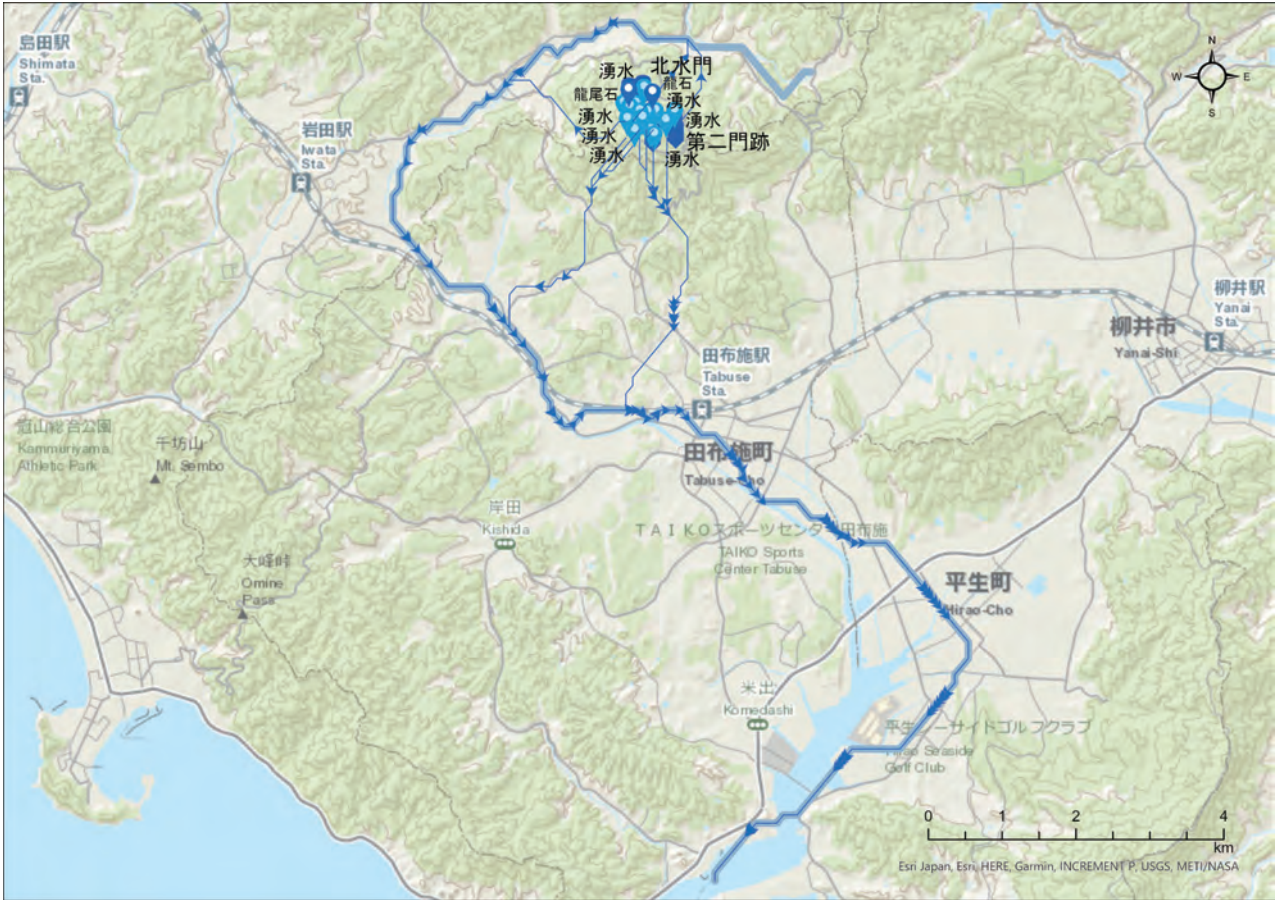 N
W
E
S
島田駅
Shimata
Sta.
湧水
北水門
龍尾石
龍石
湧水
湧水
湧水
湧水
第二門跡
湧水
湧水
岩田駅
Iwata
Sta.
柳井駅
Yanai
Sta.
柳井市
Yanai-Shi
田布施駅
Tabuse
Sta.
冠山総合公園
Kammuriyama
Athletic Park
千坊山
Mt. Sembo
田布施町
Tabuse-Cho
岸田
Kishida
TAIKOスポーツセンター田布施
TAIKO Sports
Center Tabuse
大峰峠
Omine
Pass
平生町
Hirao-Cho
米出
Komedashi
平生シーサイドゴルフクラブ
Hirao Seaside
Golf Club
0 1 2 4
km
Esri Japan, Esri, HERE, Garmin, INCREMENT P, USGS, METI/NASA